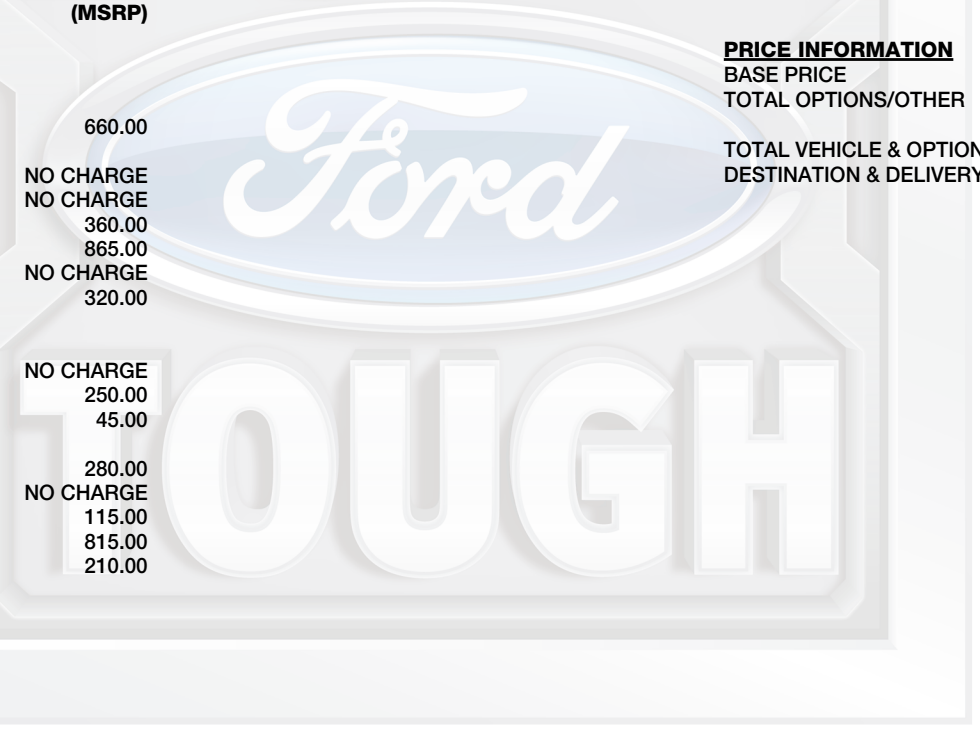 (MSRP)
660.00
NO CHARGE
NO CHARGE
360.00
865.00
NO CHARGE
320.00
NO CHARGE
250.00
45.00
280.00
NO CHARGE
115.00
815.00
210.00
PRICE INFORMATION
BASE PRICE
TOTAL OPTIONS/OTHER
TOTAL VEHICLE & OPTION
DESTINATION & DELIVERY
Ford
TOUGH